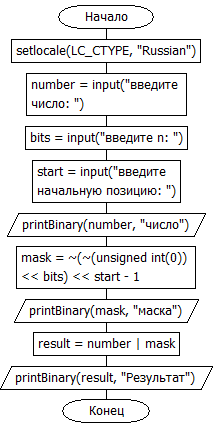 Начало
setlocale(LC_CTYPE, "Russian")
number = input("введите
число: ")
bits = input("введите n: ")
start = input("введите
начальную позицию: ")
printBinary(number, "число")
mask = ~(~(unsigned int(0))
<< bits) << start - 1
printBinary(mask, "маска")
result = number | mask
printBinary(result, "Результат")
Конец